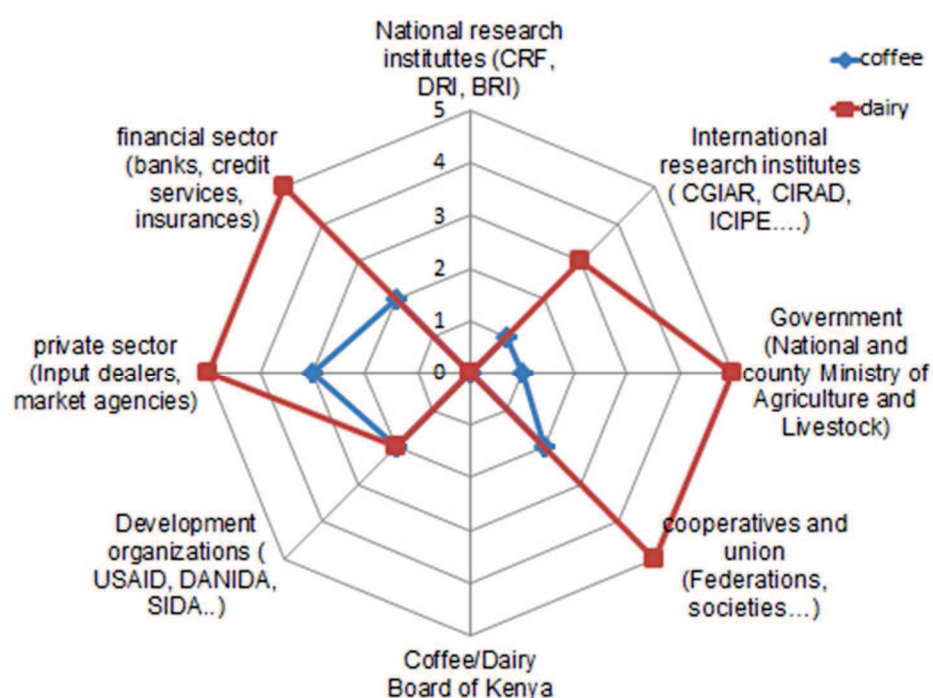 National research
instituttes (CRF,
DRI, BRI)
coffee
dairy
financial sector
(banks, credit
services,
insurances)
International
research institutes
( CGIAR, CIRAD,
ICIPE....)
5
4
3
2
1
0
private sector
(Input dealers,
market agencies)
Government
(National and
county Ministry of
Agriculture and
Livestock)
Development
organizations (
USAID, DANIDA,
SIDA..)
cooperatives and
union
(Federations,
societies...)
Coffee/Dairy
Board of Kenya